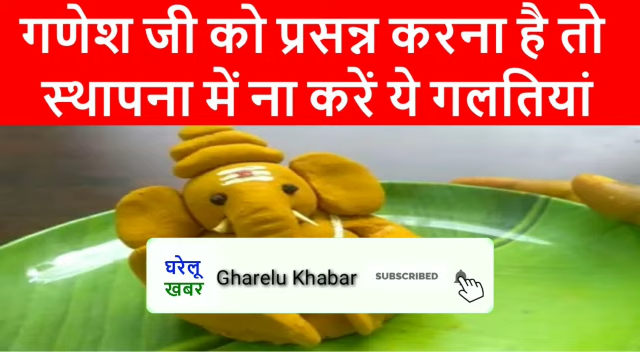 गणेश जी को प्रसन्न करना है तो
स्थापना में ना करें ये गलतियां
घरेलू
खबर
Gharelu Khabar
SUBSCRIBED